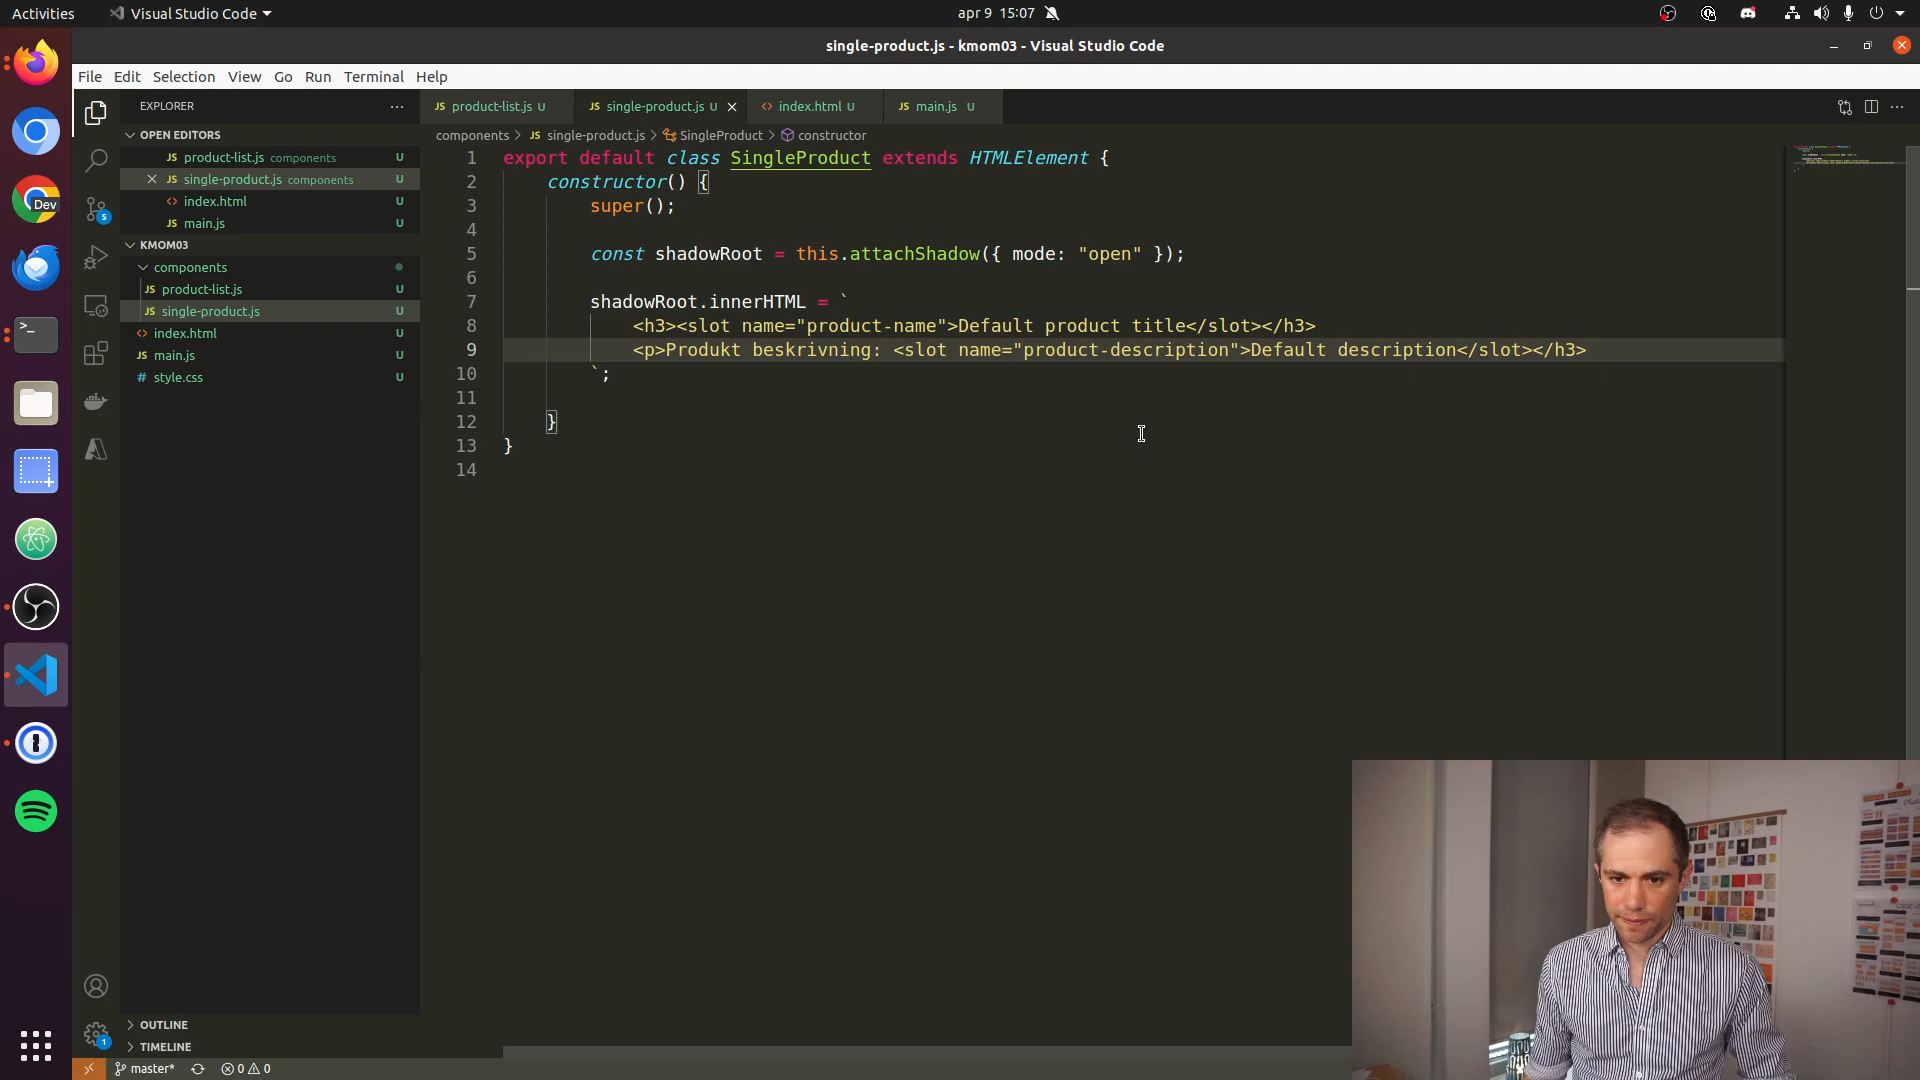 Activities
Visual Studio Code
apr 9 15:07
single-product.js - kmom03 - Visual Studio Code
File Edit Selection View Go Run Terminal Help
EXPLORER
OPEN EDITORS
product-list.js components U
single-product.js components U
index.html U
main.js U
KMOM03
components
product-list.js U
single-product.js U
index.html U
main.js U
style.css U
OUTLINE
TIMELINE
product-list.js U
single-product.js U
index.html U
main.js U
components > single-product.js > SingleProduct > constructor
1 export default class SingleProduct extends HTMLElement {
2 constructor() {
3 super();
4
5 const shadowRoot = this.attachShadow({ mode: "open" });
6
7 shadowRoot.innerHTML = `
8 <h3><slot name="product-name">Default product title</slot></h3>
9 <p>Produkt beskrivning: <slot name="product-description">Default description</slot></h3>
10 `;
11
12 }
13 }
14
Dev
5
1
master*
0 0